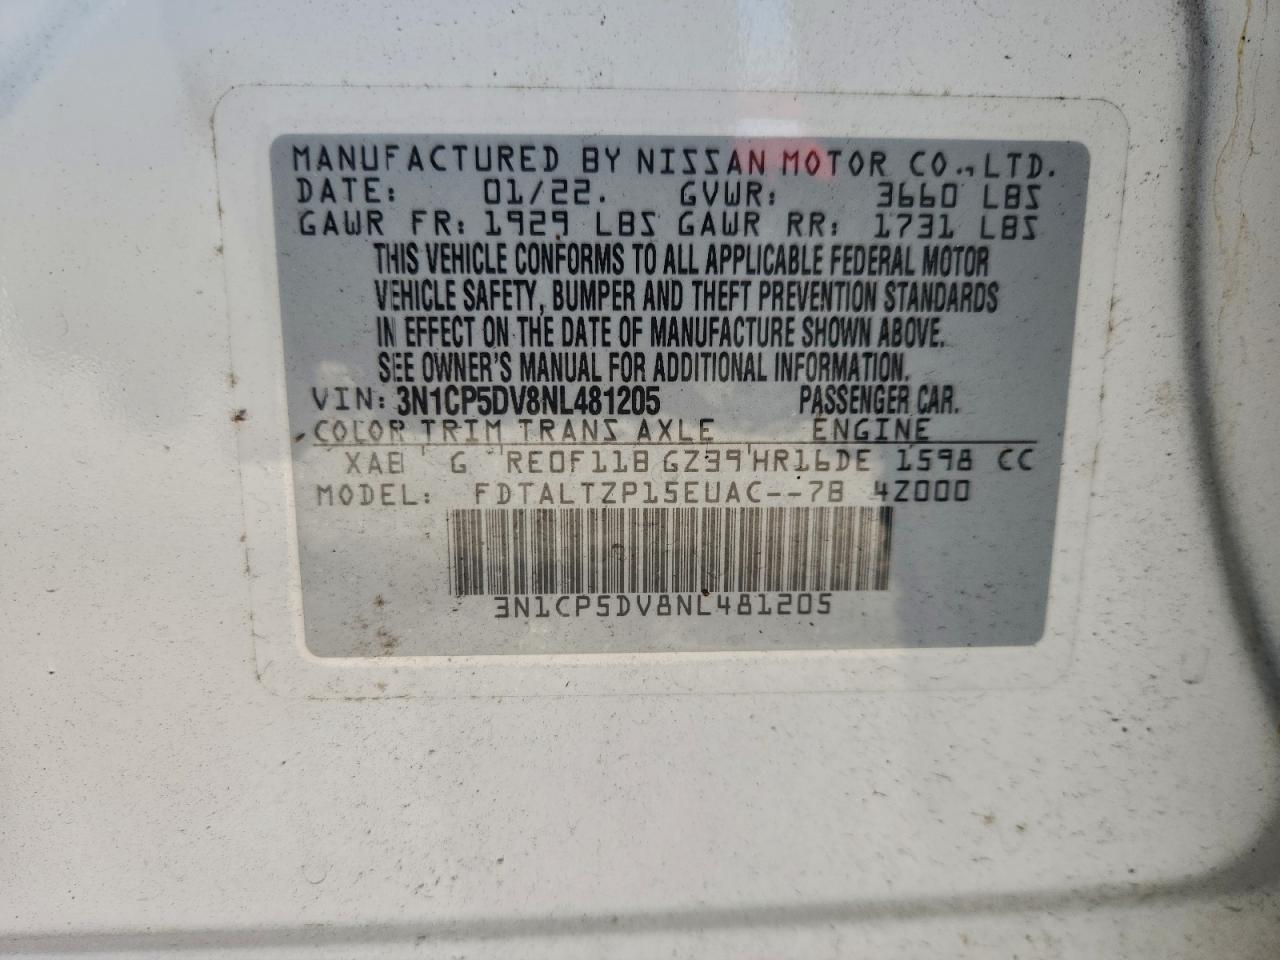 MANUFACTURED BY NISSAN MOTOR CO., LTD.
DATE: 01/22. GVWR: 3660 LBS
GAWR FR: 1929 LBS GAWR RR: 1731 LBS
THIS VEHICLE CONFORMS TO ALL APPLICABLE FEDERAL MOTOR
VEHICLE SAFETY, BUMPER AND THEFT PREVENTION STANDARDS
IN EFFECT ON THE DATE OF MANUFACTURE SHOWN ABOVE.
SEE OWNER'S MANUAL FOR ADDITIONAL INFORMATION.
VIN: 3N1CP5DV8NL481205 PASSENGER CAR.
COLOR TRIM TRANS AXLE ENGINE
XAB G RE0F11B GZ39 HR16DE 1598 CC
MODEL: FDTALTZP15EUAC--7B 4Z000
3N1CP5DV8NL481205